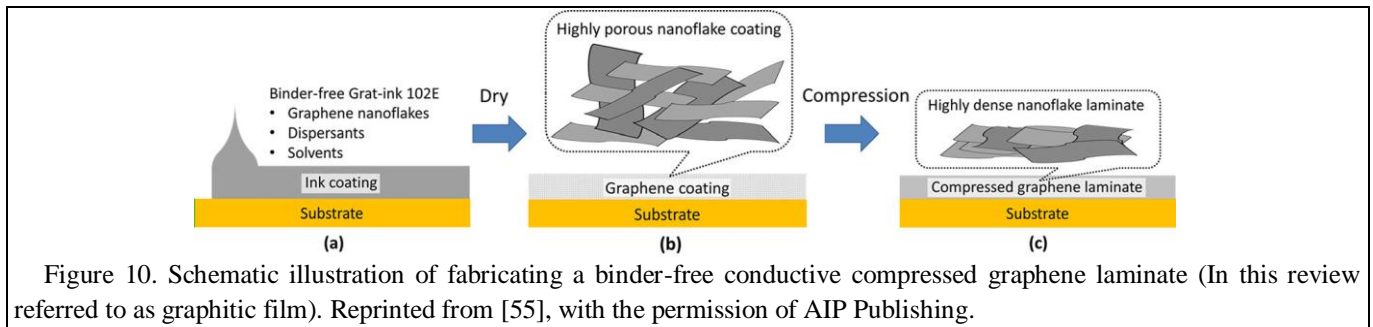 Binder-free Grat-ink 102E
• Graphene nanoflakes
• Dispersants
• Solvents
Ink coating
Substrate
(a)
Dry
Highly porous nanoflake coating
Graphene coating
Substrate
(b)
Compression
Highly dense nanoflake laminate
Compressed graphene laminate
Substrate
(c)
Figure 10. Schematic illustration of fabricating a binder-free conductive compressed graphene laminate (In this review
referred to as graphitic film). Reprinted from [55], with the permission of AIP Publishing.